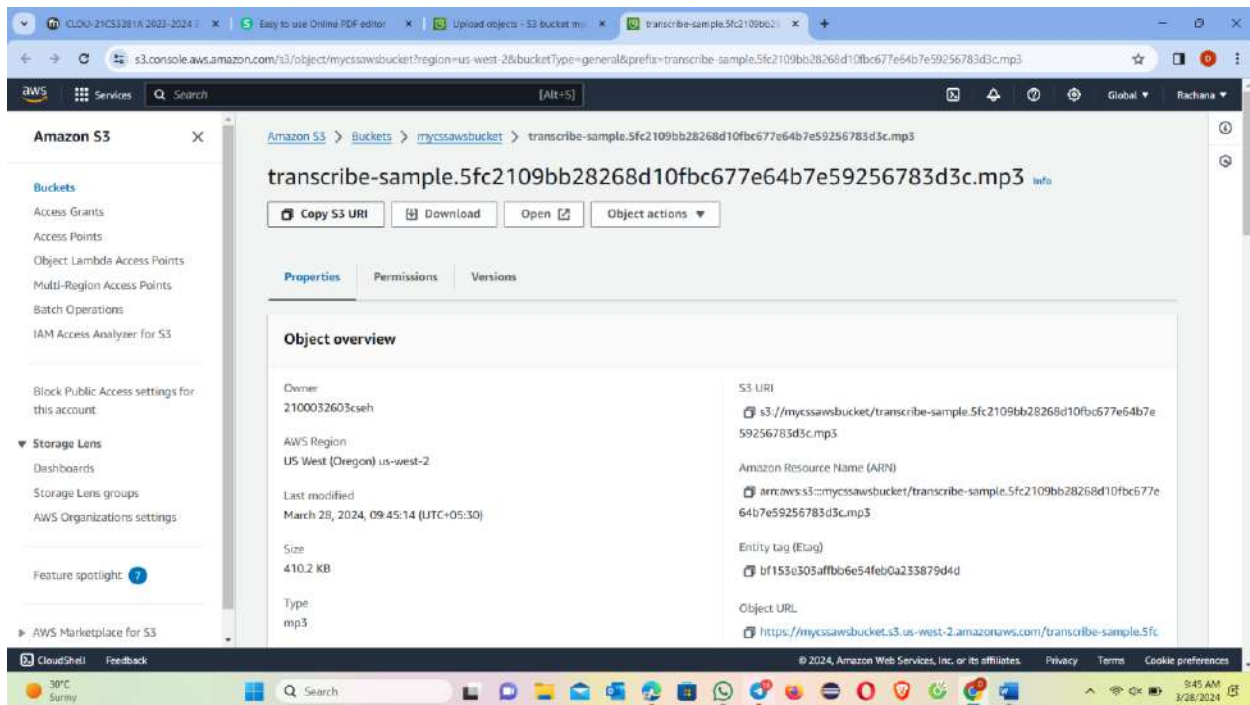 CLOU-21CS3281A 2023-2024
Easy to use Online PDF editor
Upload objects - S3 bucket my
transcribe-sample.5fc2109bb2
s3.console.aws.amazon.com/s3/object/mycssawsbucket?region=us-west-2&bucketType=general&prefix=transcribe-sample.5fc2109bb28268d10fbc677e64b7e59256783d3c.mp3
aws
Services
Search
[Alt+S]
Global
Rachana
Amazon S3
Buckets
Access Grants
Access Points
Object Lambda Access Points
Multi-Region Access Points
Batch Operations
IAM Access Analyzer for S3
Block Public Access settings for
this account
Storage Lens
Dashboards
Storage Lens groups
AWS Organizations settings
Feature spotlight 7
AWS Marketplace for S3
Amazon S3 > Buckets > mycssawsbucket > transcribe-sample.5fc2109bb28268d10fbc677e64b7e59256783d3c.mp3
transcribe-sample.5fc2109bb28268d10fbc677e64b7e59256783d3c.mp3 Info
Copy S3 URI
Download
Open
Object actions
Properties
Permissions
Versions
Object overview
Owner
2100032603cseh
AWS Region
US West (Oregon) us-west-2
Last modified
March 28, 2024, 09:45:14 (UTC+05:30)
Size
410.2 KB
Type
mp3
S3 URI
s3://mycssawsbucket/transcribe-sample.5fc2109bb28268d10fbc677e64b7e
59256783d3c.mp3
Amazon Resource Name (ARN)
arn:aws:s3:::mycssawsbucket/transcribe-sample.5fc2109bb28268d10fbc677e
64b7e59256783d3c.mp3
Entity tag (Etag)
bf153e303affbb6e54feb0a233879d4d
Object URL
https://mycssawsbucket.s3.us-west-2.amazonaws.com/transcribe-sample.5fc
CloudShell
Feedback
© 2024, Amazon Web Services, Inc. or its affiliates.
Privacy
Terms
Cookie preferences
30°C
Sunny
Search
9:45 AM
3/28/2024